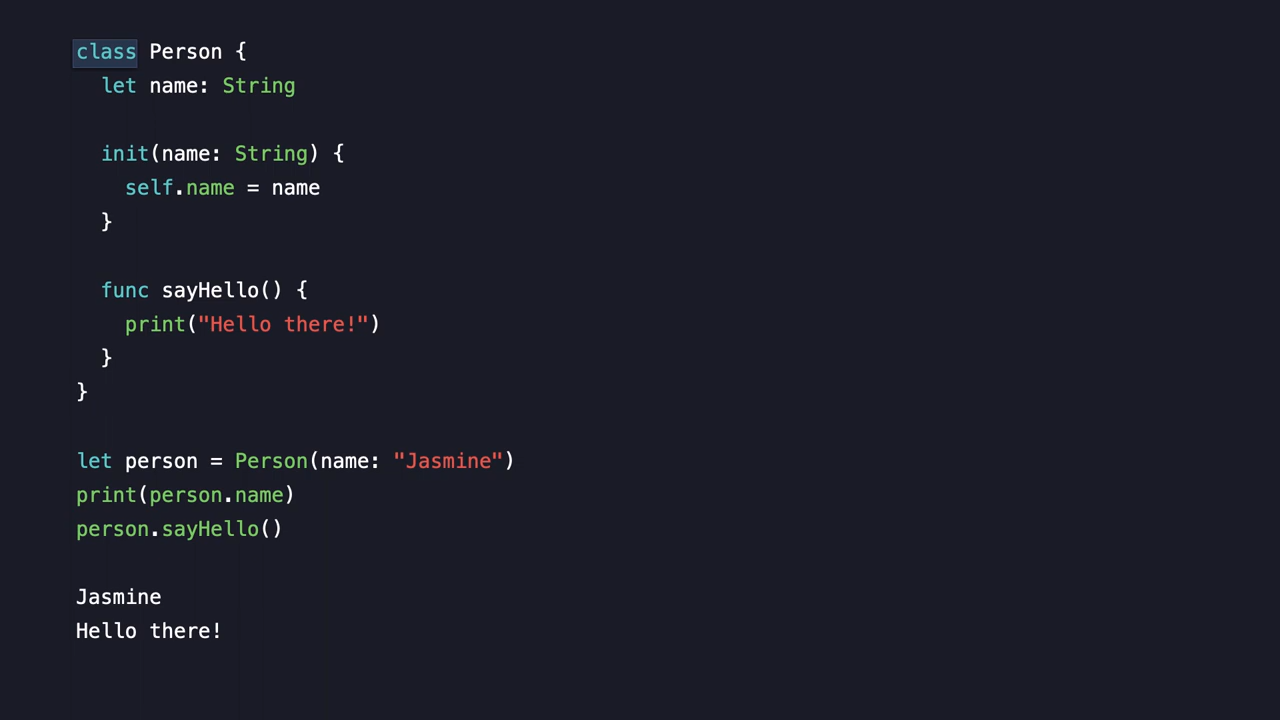 class Person {
  let name: String

  init(name: String) {
    self.name = name
  }

  func sayHello() {
    print("Hello there!")
  }
}

let person = Person(name: "Jasmine")
print(person.name)
person.sayHello()

Jasmine
Hello there!